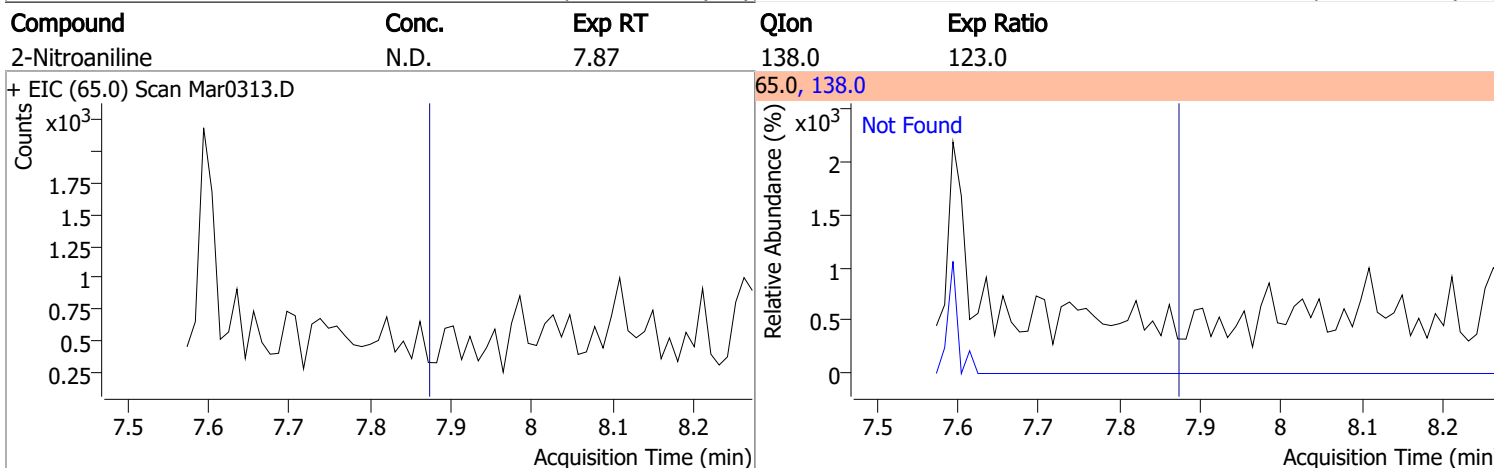 Compound Conc. Exp RT QIon Exp Ratio
2-Nitroaniline N.D. 7.87 138.0 123.0
+ EIC (65.0) Scan Mar0313.D
Counts
x10³
1.75
1.5
1.25
1
0.75
0.5
0.25
7.5 7.6 7.7 7.8 7.9 8 8.1 8.2
Acquisition Time (min)
65.0, 138.0
Relative Abundance (%)
x10³
Not Found
2
1.5
1
0.5
0
7.5 7.6 7.7 7.8 7.9 8 8.1 8.2
Acquisition Time (min)